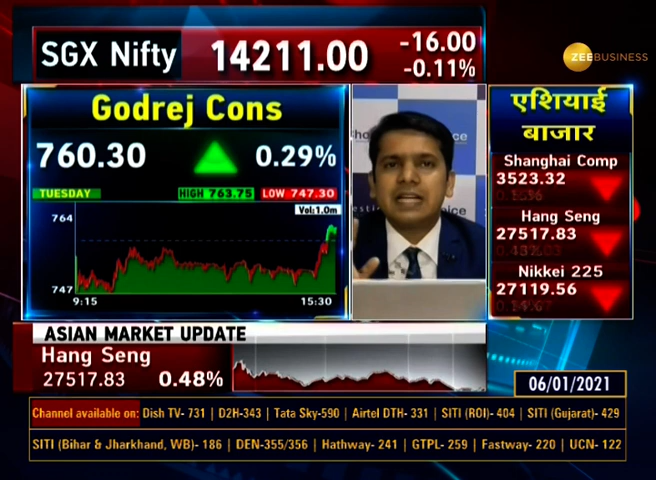 SGX Nifty
14211.00
-16.00
-0.11%
ZEE BUSINESS
Godrej Cons
760.30
0.29%
TUESDAY
HIGH 763.75
LOW 747.30
Vol:1.0m
764
747
9:15
15:30
एशियाई
बाजार
Shanghai Comp
3523.32
Hang Seng
27517.83
Nikkei 225
27119.56
ASIAN MARKET UPDATE
Hang Seng
27517.83 0.48%
06/01/2021
Channel available on: Dish TV- 731 | D2H-343 | Tata Sky-590 | Airtel DTH- 331 | SITI (ROI)- 404 | SITI (Gujarat)- 429
SITI (Bihar & Jharkhand, WB)- 186 | DEN-355/356 | Hathway- 241 | GTPL- 259 | Fastway- 220 | UCN- 122